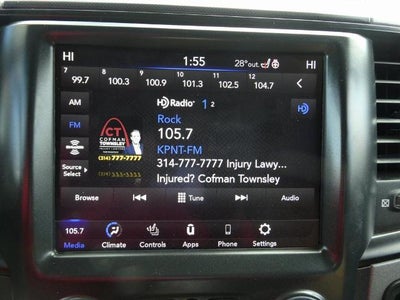 HI 1:55 28°out. HI
7 8 9 10 11 12
99.7 100.3 100.9 101.3 102.5 104.7
AM
HD Radio 1 2
FM
Rock
105.7
KPNT-FM
CT
COFMAN
TOWNSLEY
(314) 777-7777
314-777-7777 Injury Lawy...
Injured? Cofman Townsley
Source
Select
Browse Tune Audio
105.7
Media Climate Controls Apps Phone Settings